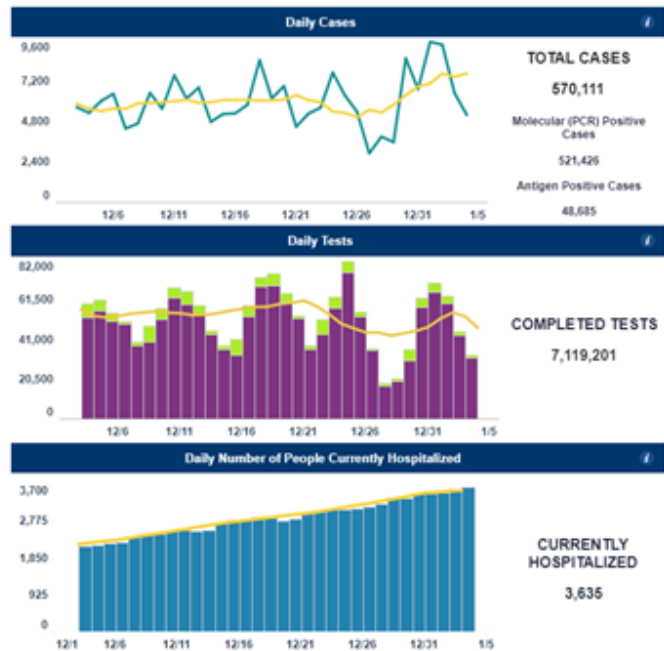 Daily Cases
i
9,600
7,200
4,800
2,400
0
12/6 12/11 12/16 12/21 12/26 12/31 1/5
TOTAL CASES
570,111
Molecular (PCR) Positive
Cases
521,426
Antigen Positive Cases
48,685
Daily Tests
i
82,000
61,500
41,000
20,500
0
12/6 12/11 12/16 12/21 12/26 12/31 1/5
COMPLETED TESTS
7,119,201
Daily Number of People Currently Hospitalized
i
3,700
2,775
1,850
925
0
12/1 12/6 12/11 12/16 12/21 12/26 12/31 1/5
CURRENTLY
HOSPITALIZED
3,635